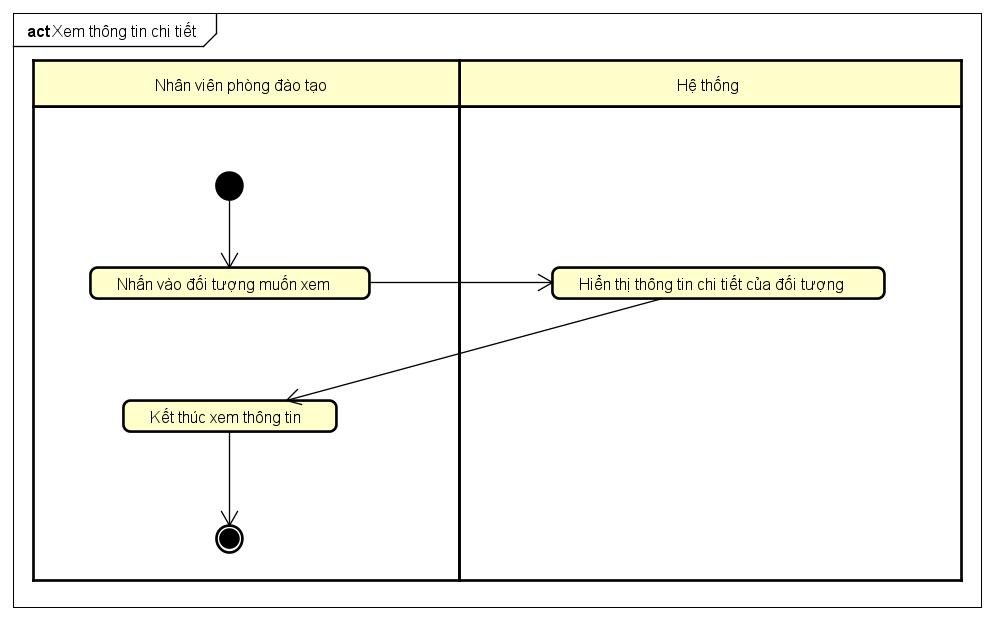 act Xem thông tin chi tiết
Nhân viên phòng đào tạo
Hệ thống
Nhấn vào đối tượng muốn xem
Hiển thị thông tin chi tiết của đối tượng
Kết thúc xem thông tin